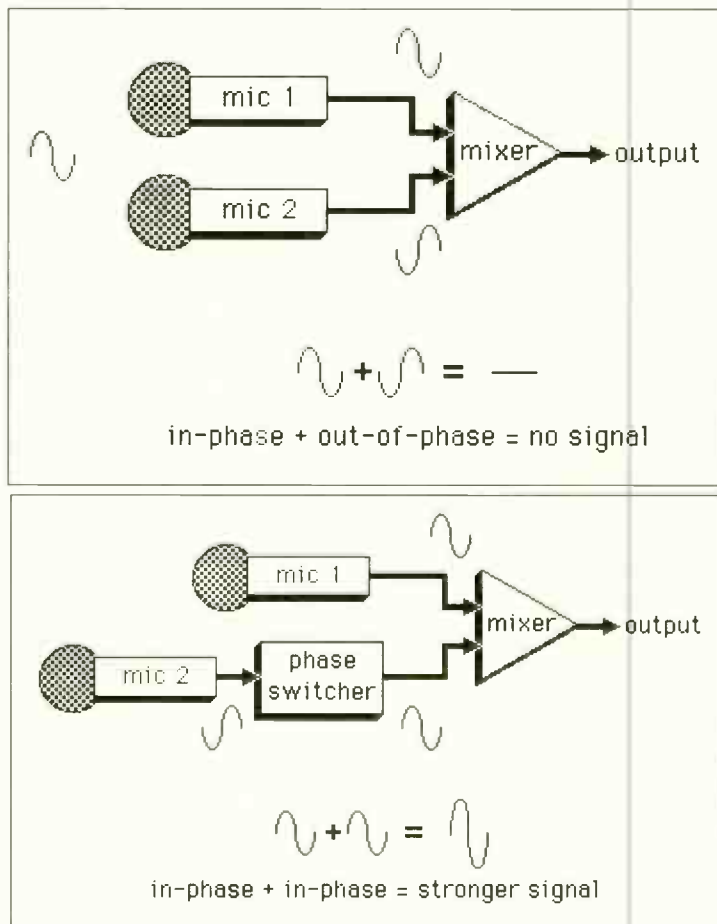 mic 1
mixer
output
mic 2
+ = —
in-phase + out-of-phase = no signal
mic 1
mixer
output
mic 2
phase
switcher
+ =
in-phase + in-phase = stronger signal